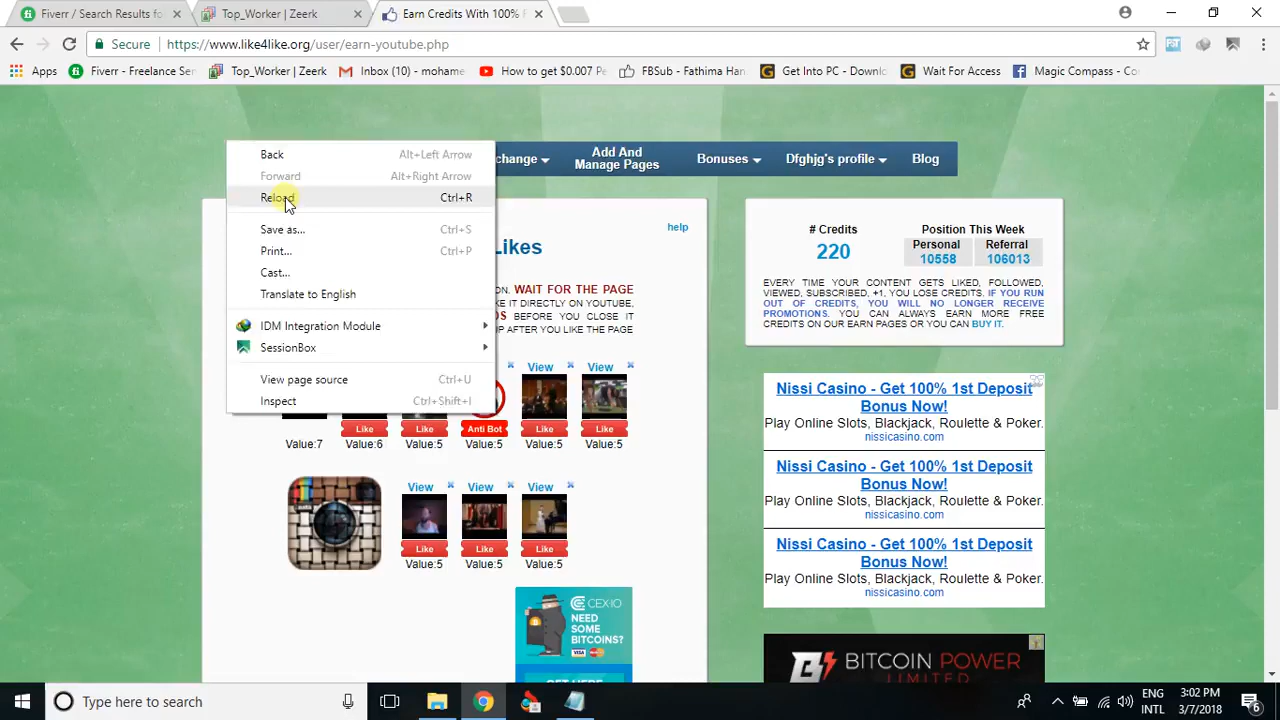 Fiverr / Search Results for
Top_Worker | Zeerk
Earn Credits With 100% F
Secure
https://www.like4like.org/user/earn-youtube.php
Apps
Fiverr - Freelance Ser
Top_Worker | Zeerk
Inbox (10) - mohame
How to get $0.007 Pe
FBSub - Fathima Han
Get Into PC - Downlo
Wait For Access
Magic Compass - Co
change
Add And
Manage Pages
Bonuses
Dfghjg's profile
Blog
Back Alt+Left Arrow
Forward Alt+Right Arrow
Reload Ctrl+R
Save as... Ctrl+S
Print... Ctrl+P
Cast...
Translate to English
IDM Integration Module
SessionBox
View page source Ctrl+U
Inspect Ctrl+Shift+I
help
Likes
ON. WAIT FOR THE PAGE
KE IT DIRECTLY ON YOUTUBE,
DS BEFORE YOU CLOSE IT
UP AFTER YOU LIKE THE PAGE
View View
Like Like Anti Bot Like Like
Value:7 Value:6 Value:5 Value:5 Value:5 Value:5
View View View
Like Like Like
Value:5 Value:5 Value:5
CEX.IO
NEED
SOME
BITCOINS?
VISA
GET HERE
# Credits
220
Position This Week
Personal Referral
10558 106013
EVERY TIME YOUR CONTENT GETS LIKED, FOLLOWED,
VIEWED, SUBSCRIBED, +1, YOU LOSE CREDITS. IF YOU RUN
OUT OF CREDITS, YOU WILL NO LONGER RECEIVE
PROMOTIONS. YOU CAN ALWAYS EARN MORE FREE
CREDITS ON OUR EARN PAGES OR YOU CAN BUY IT.
Nissi Casino - Get 100% 1st Deposit
Bonus Now!
Play Online Slots, Blackjack, Roulette & Poker.
nissicasino.com
Nissi Casino - Get 100% 1st Deposit
Bonus Now!
Play Online Slots, Blackjack, Roulette & Poker.
nissicasino.com
Nissi Casino - Get 100% 1st Deposit
Bonus Now!
Play Online Slots, Blackjack, Roulette & Poker.
nissicasino.com
BITCOIN POWER
LIMITED
Type here to search
ENG
INTL
3:02 PM
3/7/2018
6